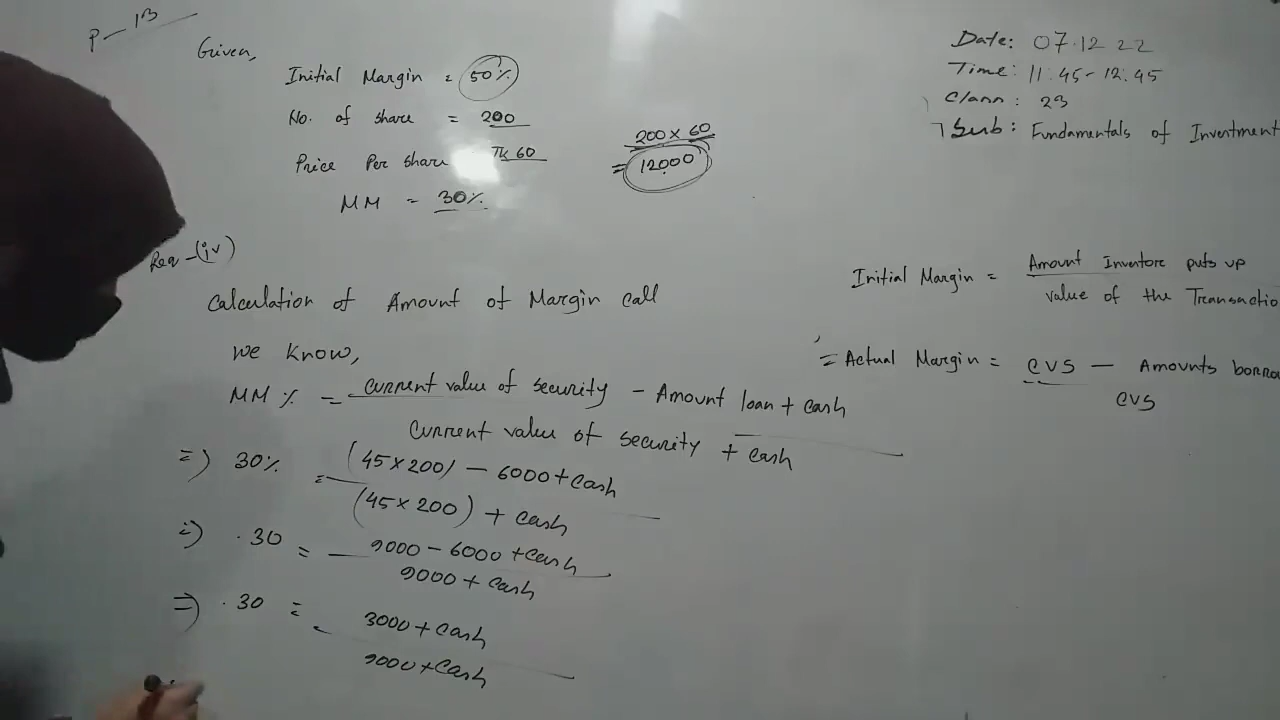 P - 13
Given,
Initial Margin = 50%
No. of share = 200
Price Per share Tk 60
MM = 30%
200 × 60
= 12000
Date: 07.12 22
Time: 11:45 - 12:45
Class : 23
Sub: Fundamentals of Investment
Req - (iv)
Calculation of Amount of Margin call
we know,
MM % = current value of security - Amount loan + cash
current value of security + cash
=) 30% = (45×200) - 6000 + cash
(45×200) + cash
=) .30 = 9000 - 6000 + cash
9000 + cash
=) .30 = 3000 + cash
9000 + cash
Initial Margin = Amount Investore puts up
value of the Transactio
= Actual Margin = CVS - Amounts borro
CVS